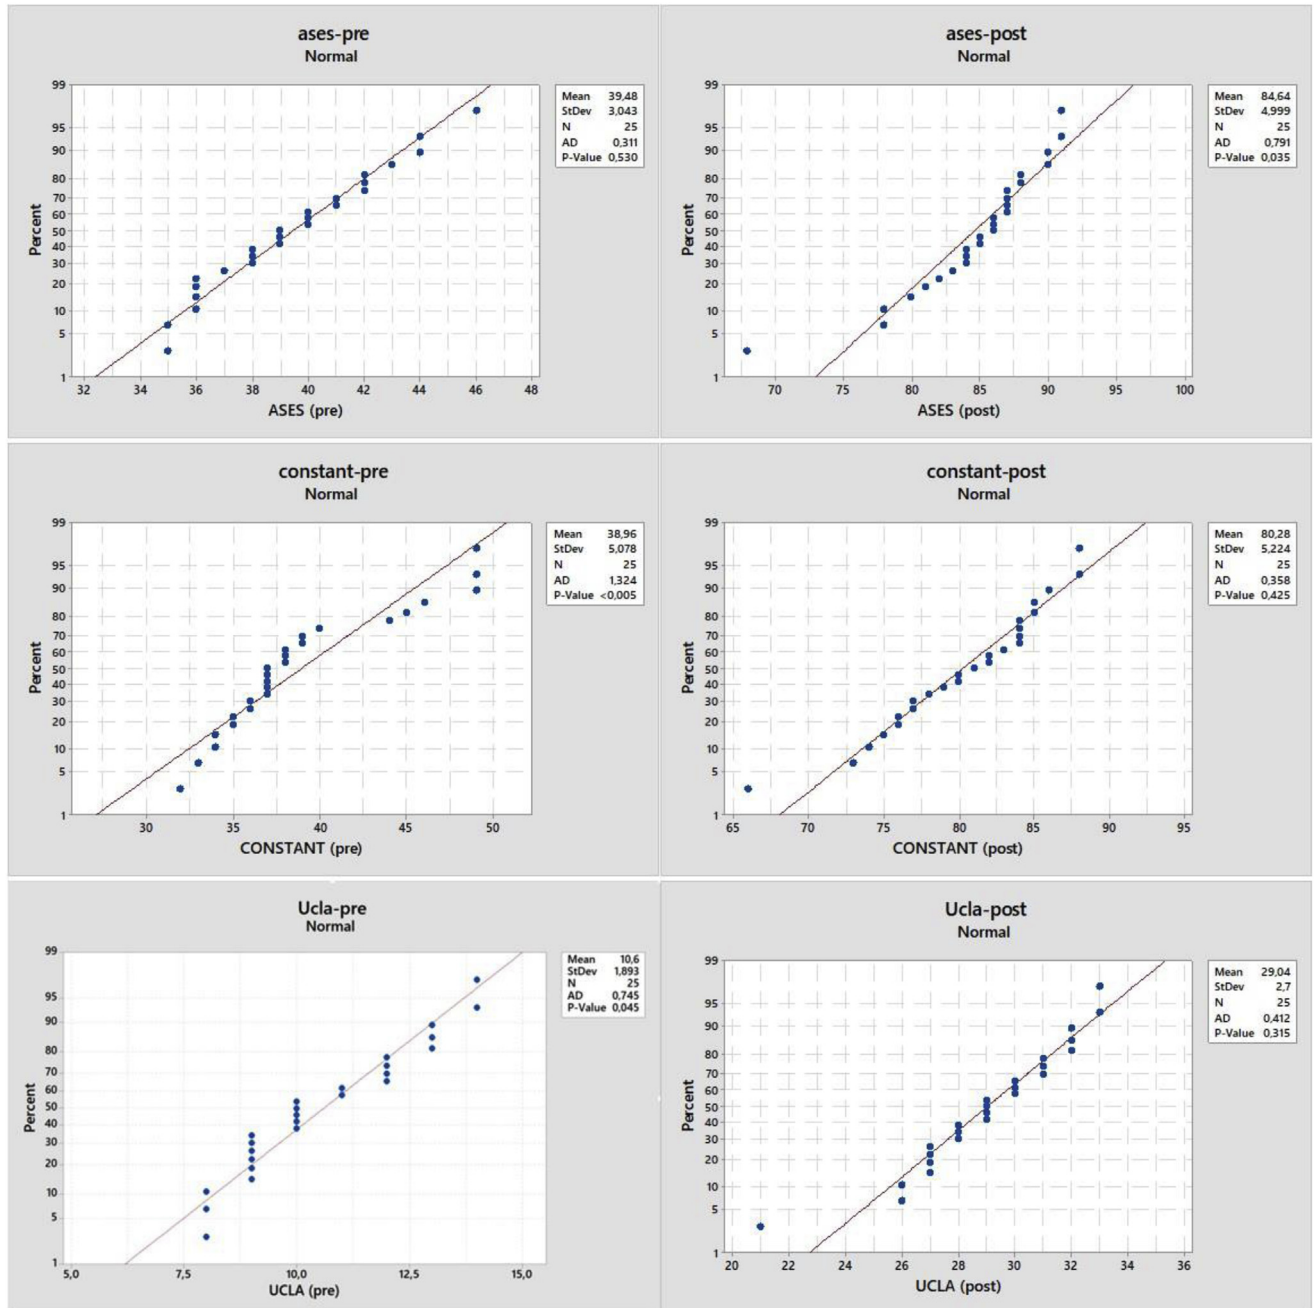 ases-pre
Normal
Mean 39,48
StDev 3,043
N 25
AD 0,311
P-Value 0,530
99
95
90
80
70
60
50
40
30
20
10
5
1
Percent
32 34 36 38 40 42 44 46 48
ASES (pre)
ases-post
Normal
Mean 84,64
StDev 4,999
N 25
AD 0,791
P-Value 0,035
99
95
90
80
70
60
50
40
30
20
10
5
1
Percent
70 75 80 85 90 95 100
ASES (post)
constant-pre
Normal
Mean 38,96
StDev 5,078
N 25
AD 1,324
P-Value <0,005
99
95
90
80
70
60
50
40
30
20
10
5
1
Percent
30 35 40 45 50
CONSTANT (pre)
constant-post
Normal
Mean 80,28
StDev 5,224
N 25
AD 0,358
P-Value 0,425
99
95
90
80
70
60
50
40
30
20
10
5
1
Percent
65 70 75 80 85 90 95
CONSTANT (post)
Ucla-pre
Normal
Mean 10,6
StDev 1,893
N 25
AD 0,745
P-Value 0,045
99
95
90
80
70
60
50
40
30
20
10
5
1
Percent
5,0 7,5 10,0 12,5 15,0
UCLA (pre)
Ucla-post
Normal
Mean 29,04
StDev 2,7
N 25
AD 0,412
P-Value 0,315
99
95
90
80
70
60
50
40
30
20
10
5
1
Percent
20 22 24 26 28 30 32 34 36
UCLA (post)